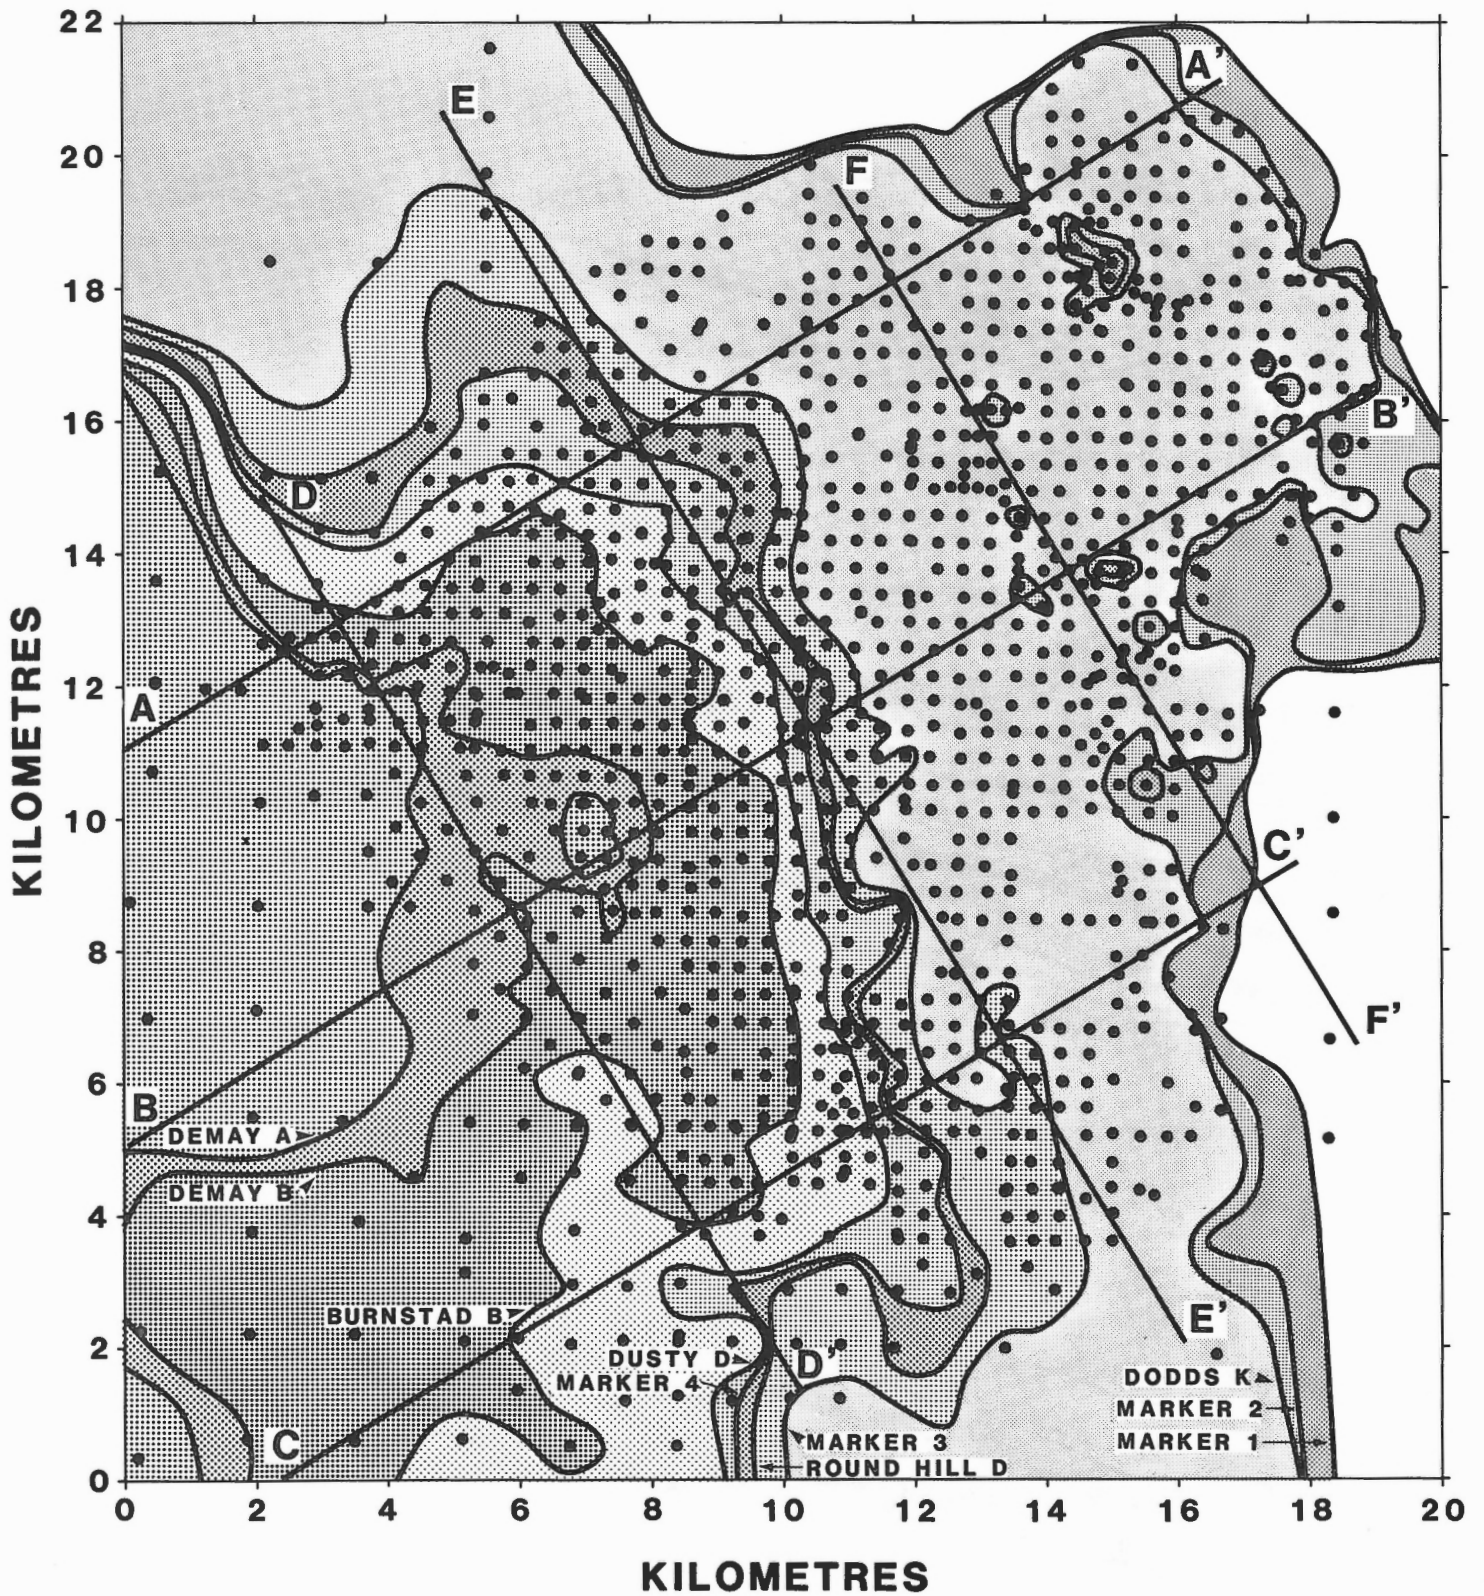 22
A'
E
20
F
18
16
B'
D
14
12
A
10
C'
8
F'
6
B
DEMAY A
DEMAY B
4
BURNSTAD B
E'
2
DUSTY D
D'
MARKER 4
DODDS K
MARKER 2
C
MARKER 3
MARKER 1
ROUND HILL D
0
0 2 4 6 8 10 12 14 16 18 20
KILOMETRES
KILOMETRES